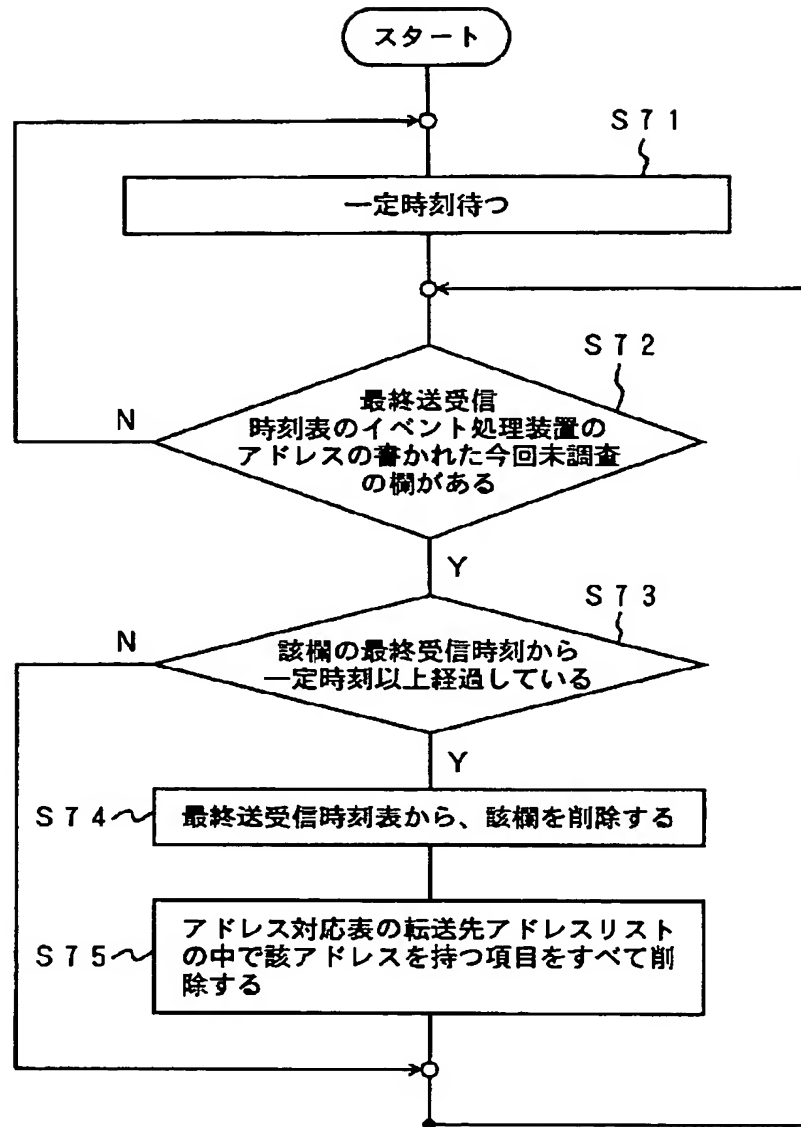 スタート
S71
一定時刻待つ
S72
最終送受信
時刻表のイベント処理装置の
アドレスの書かれた今回未調査
の欄がある
N
Y
S73
N
該欄の最終受信時刻から
一定時刻以上経過している
Y
S74
最終送受信時刻表から、該欄を削除する
S75
アドレス対応表の転送先アドレスリスト
の中で該アドレスを持つ項目をすべて削
除する